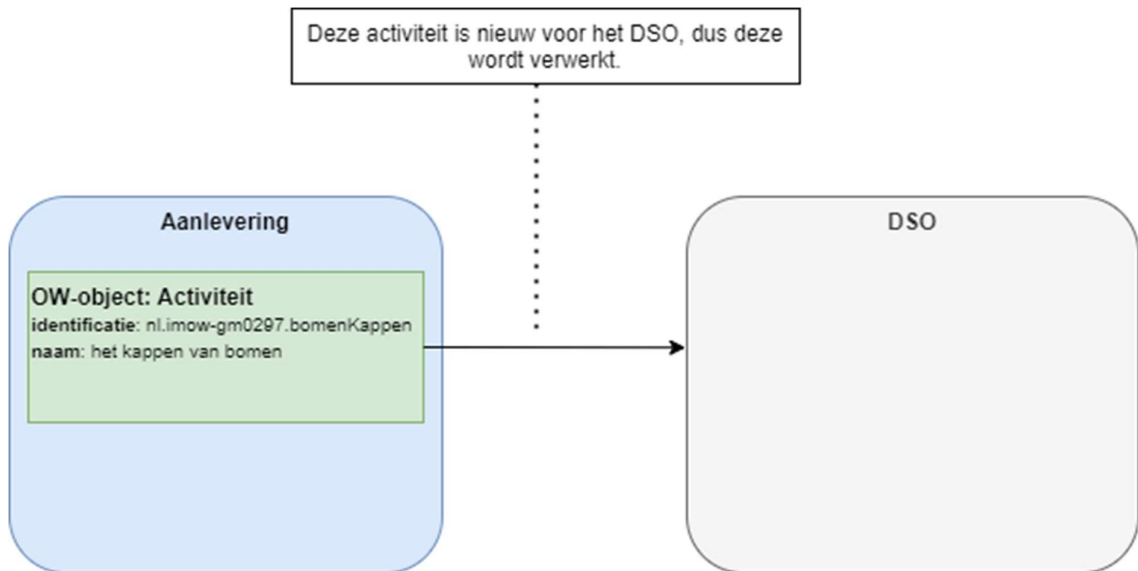 Deze activiteit is nieuw voor het DSO, dus deze
wordt verwerkt.
Aanlevering
OW-object: Activiteit
identificatie: nl.imow-gm0297.bomenKappen
naam: het kappen van bomen
DSO